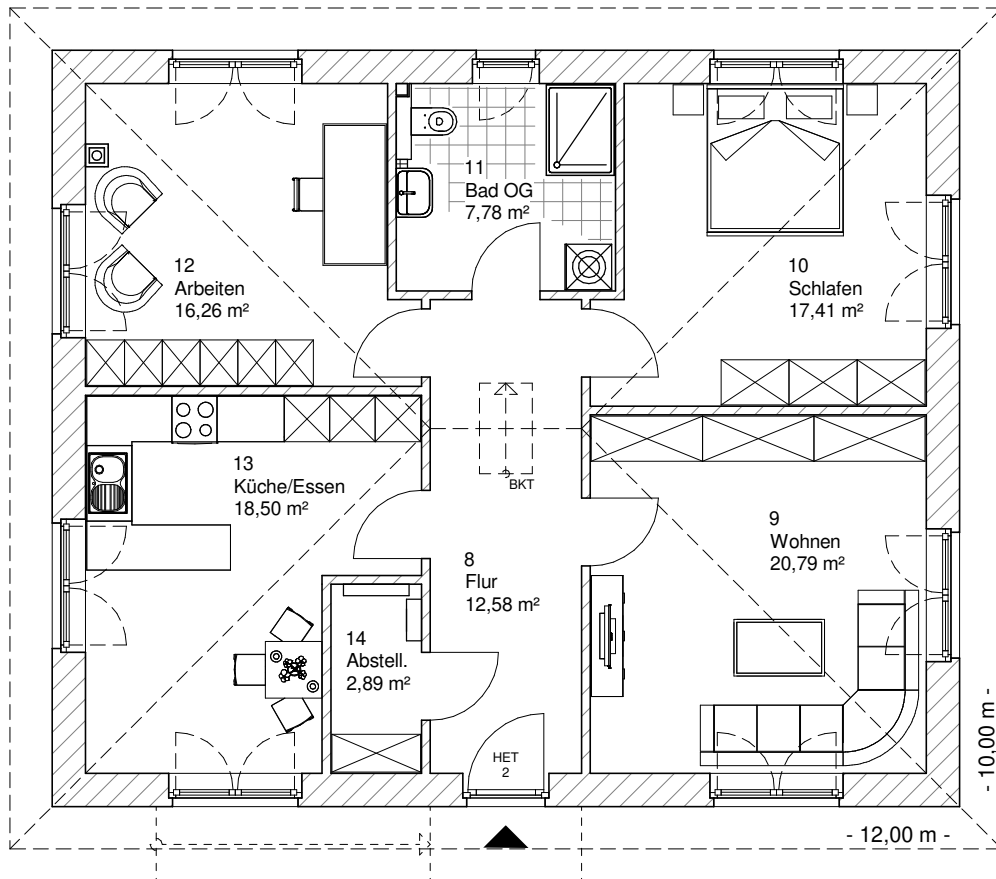 11
Bad OG
7,78 m²
12
Arbeiten
16,26 m²
10
Schlafen
17,41 m²
13
Küche/Essen
18,50 m²
BKT
9
Wohnen
20,79 m²
8
Flur
12,58 m²
14
Abstell.
2,89 m²
HET
2
- 10,00 m -
- 12,00 m -